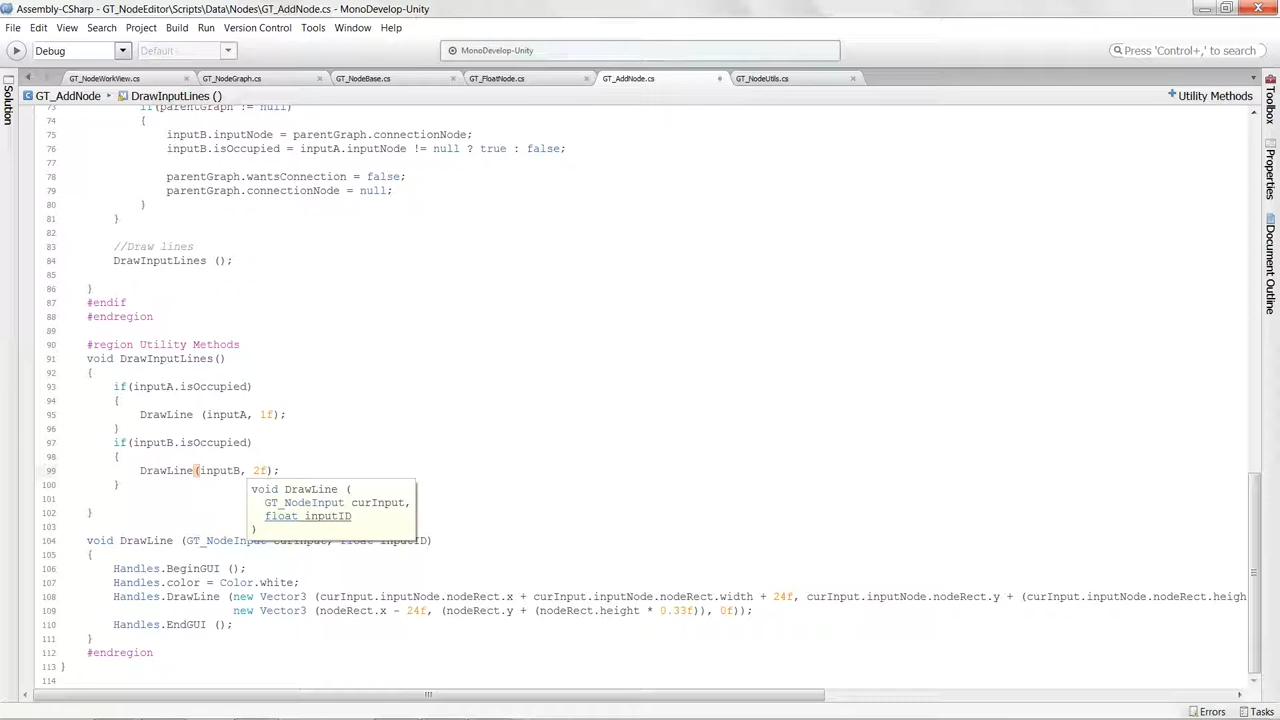 Assembly-CSharp - GT_NodeEditor\Scripts\Data\Nodes\GT_AddNode.cs - MonoDevelop-Unity
File Edit View Search Project Build Run Version Control Tools Window Help
Debug Default MonoDevelop-Unity Press 'Control+,' to search
GT_NodeWorkView.cs GT_NodeGraph.cs GT_NodeBase.cs GT_FloatNode.cs GT_AddNode.cs GT_NodeUtils.cs
GT_AddNode DrawInputLines () Utility Methods
Solution
Toolbox
Properties
Document Outline
73 if(parentGraph != null)
74 {
75 inputB.inputNode = parentGraph.connectionNode;
76 inputB.isOccupied = inputA.inputNode != null ? true : false;
77
78 parentGraph.wantsConnection = false;
79 parentGraph.connectionNode = null;
80 }
81 }
82
83 //Draw lines
84 DrawInputLines ();
85
86 }
87 #endif
88 #endregion
89
90 #region Utility Methods
91 void DrawInputLines()
92 {
93 if(inputA.isOccupied)
94 {
95 DrawLine (inputA, 1f);
96 }
97 if(inputB.isOccupied)
98 {
99 DrawLine(inputB, 2f);
100 }
101
102 }
103
void DrawLine (
GT_NodeInput curInput,
float inputID
)
104 void DrawLine (GT_NodeInput curInput, float inputID)
105 {
106 Handles.BeginGUI ();
107 Handles.color = Color.white;
108 Handles.DrawLine (new Vector3 (curInput.inputNode.nodeRect.x + curInput.inputNode.nodeRect.width + 24f, curInput.inputNode.nodeRect.y + (curInput.inputNode.nodeRect.heigh
109 new Vector3 (nodeRect.x - 24f, (nodeRect.y + (nodeRect.height * 0.33f)), 0f));
110 Handles.EndGUI ();
111 }
112 #endregion
113 }
114
Errors Tasks